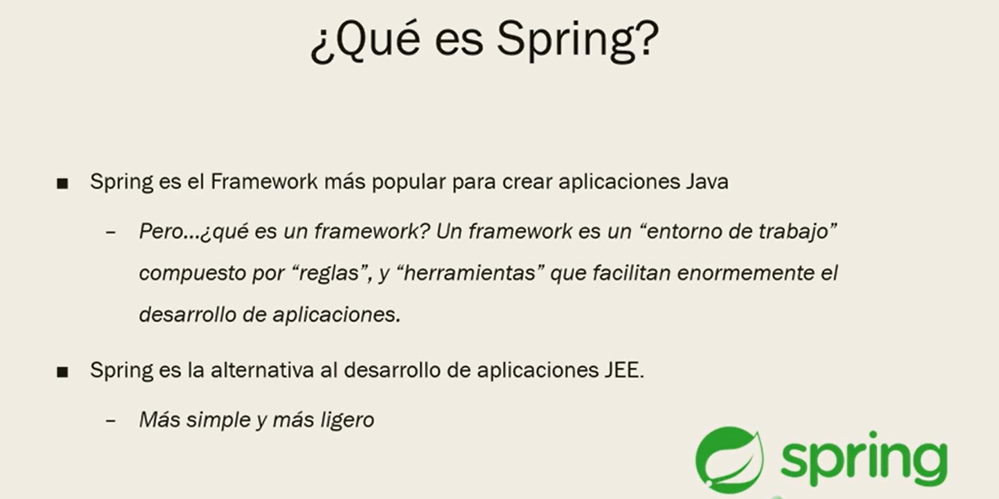 ¿Qué es Spring?
■ Spring es el Framework más popular para crear aplicaciones Java
– Pero...¿qué es un framework? Un framework es un “entorno de trabajo”
compuesto por “reglas”, y “herramientas” que facilitan enormemente el
desarrollo de aplicaciones.
■ Spring es la alternativa al desarrollo de aplicaciones JEE.
– Más simple y más ligero
spring